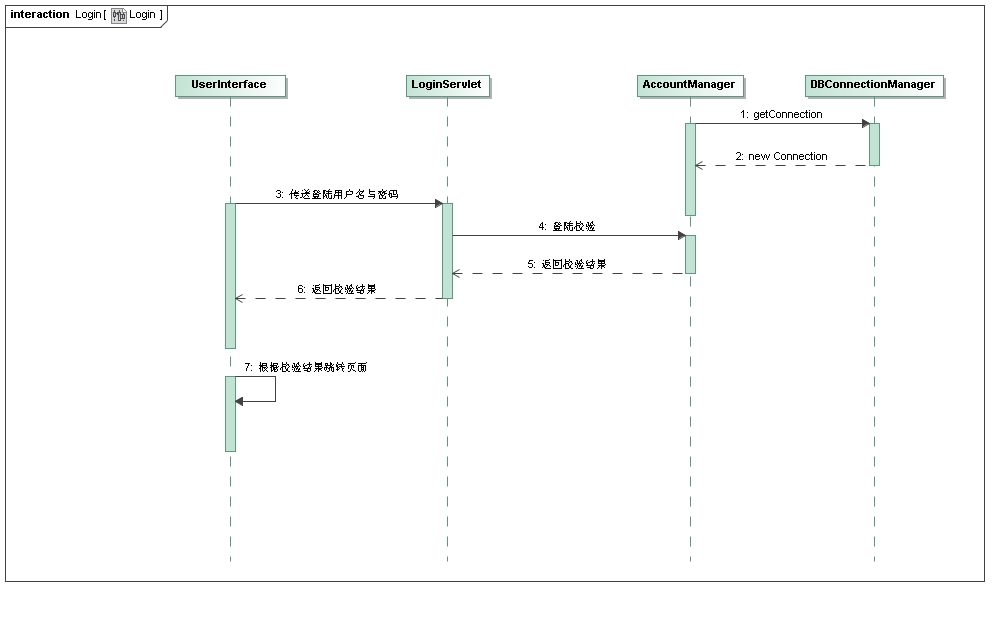 interaction Login[ Login ]
UserInterface
LoginServlet
AccountManager
DBConnectionManager
1: getConnection
2: new Connection
3: 传送登陆用户名与密码
4: 登陆校验
5: 返回校验结果
6: 返回校验结果
7: 根据校验结果跳转页面